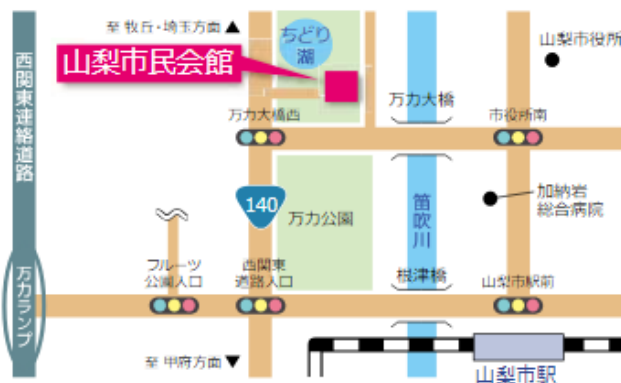 至 牧丘・埼玉方面 ▲
ちどり
湖
山梨市役所
山梨市民会館
西関東連絡道路
万力大橋
万力大橋西
市役所南
140
万力公園
笛吹川
加納岩
総合病院
フルーツ
公園入口
西関東
道路入口
根津橋
山梨市駅前
万力ランプ
至 甲府方面 ▼
山梨市駅